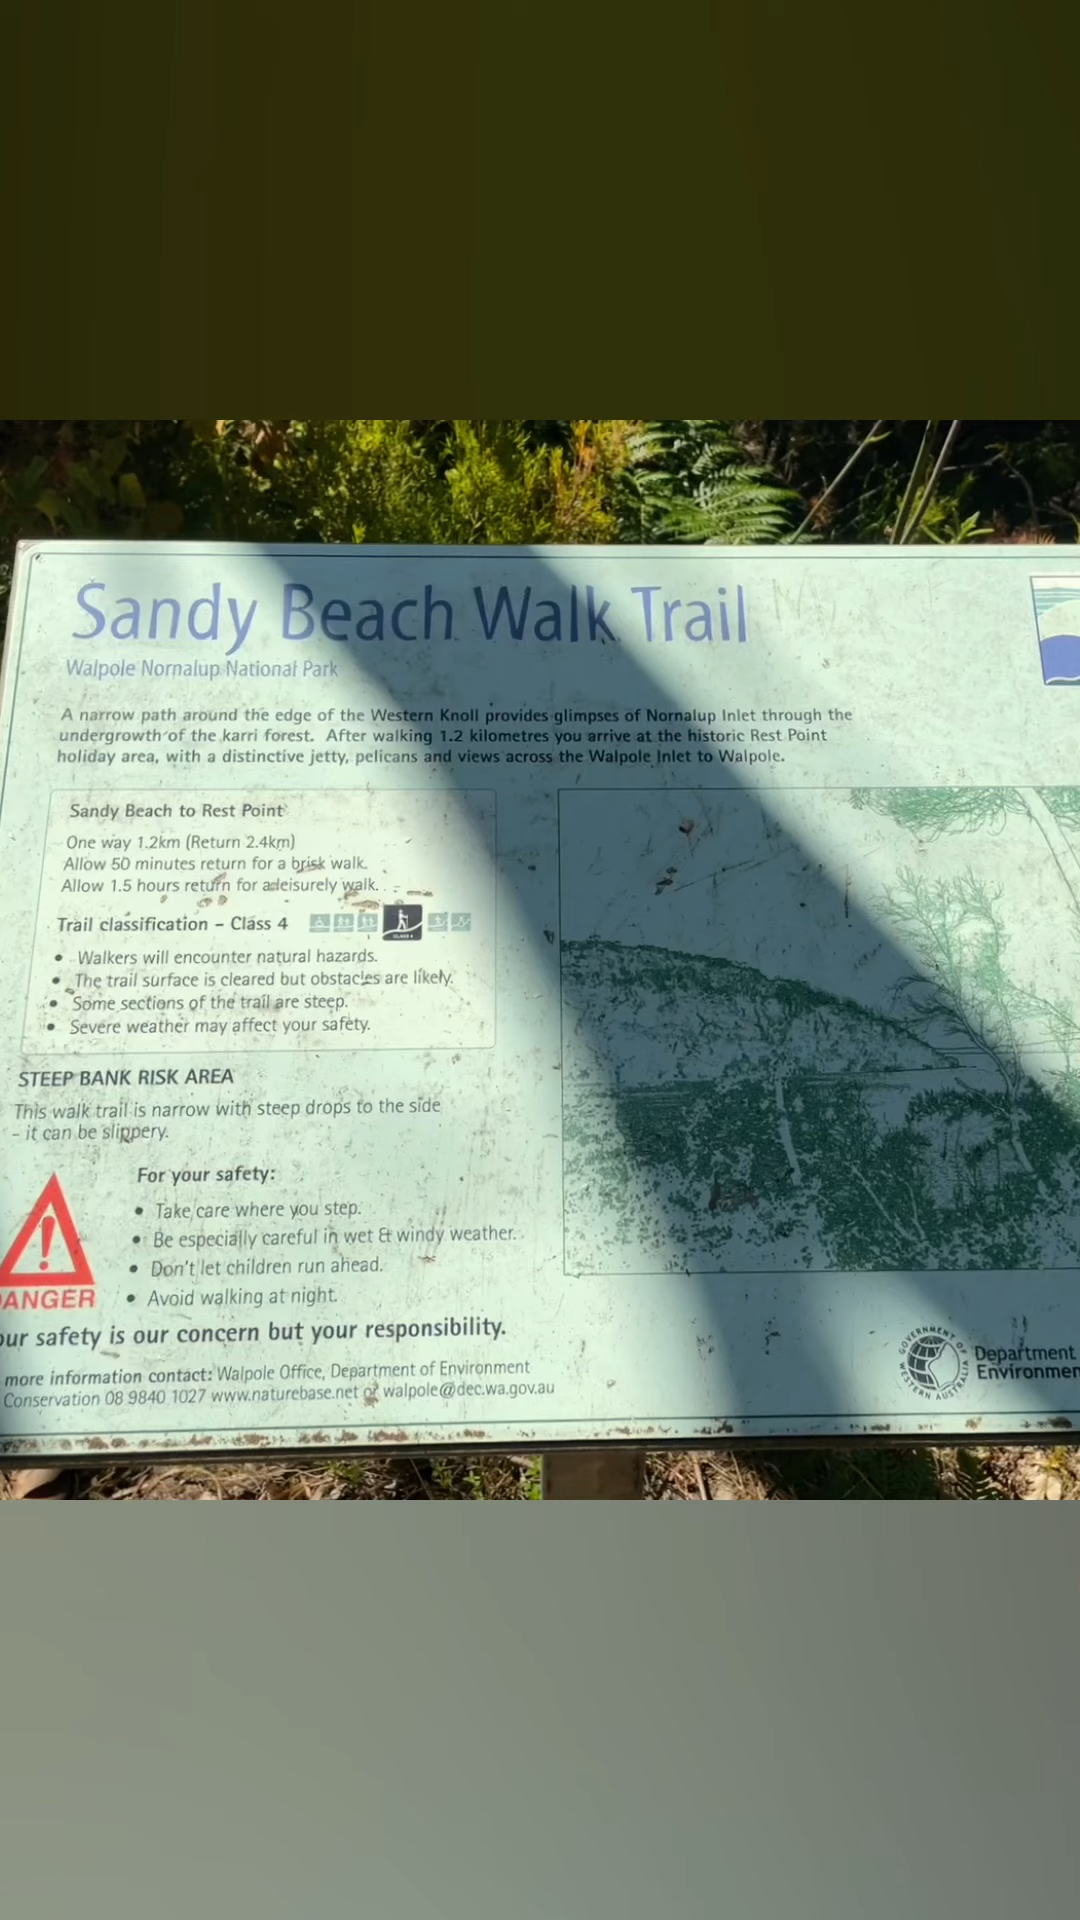 Sandy Beach Walk Trail
Walpole Nornalup National Park
A narrow path around the edge of the Western Knoll provides glimpses of Nornalup Inlet through the
undergrowth of the karri forest. After walking 1.2 kilometres you arrive at the historic Rest Point
holiday area, with a distinctive jetty, pelicans and views across the Walpole Inlet to Walpole.
Sandy Beach to Rest Point
One way 1.2km (Return 2.4km)
Allow 50 minutes return for a brisk walk.
Allow 1.5 hours return for a leisurely walk.
Trail classification – Class 4
CLASS 4
• Walkers will encounter natural hazards.
• The trail surface is cleared but obstacles are likely.
• Some sections of the trail are steep.
• Severe weather may affect your safety.
STEEP BANK RISK AREA
This walk trail is narrow with steep drops to the side
– it can be slippery.
For your safety:
• Take care where you step.
• Be especially careful in wet & windy weather.
• Don't let children run ahead.
• Avoid walking at night.
ANGER
our safety is our concern but your responsibility.
more information contact: Walpole Office, Department of Environment
Conservation 08 9840 1027 www.naturebase.net or walpole@dec.wa.gov.au
GOVERNMENT OF WESTERN AUSTRALIA
Department
Environmen